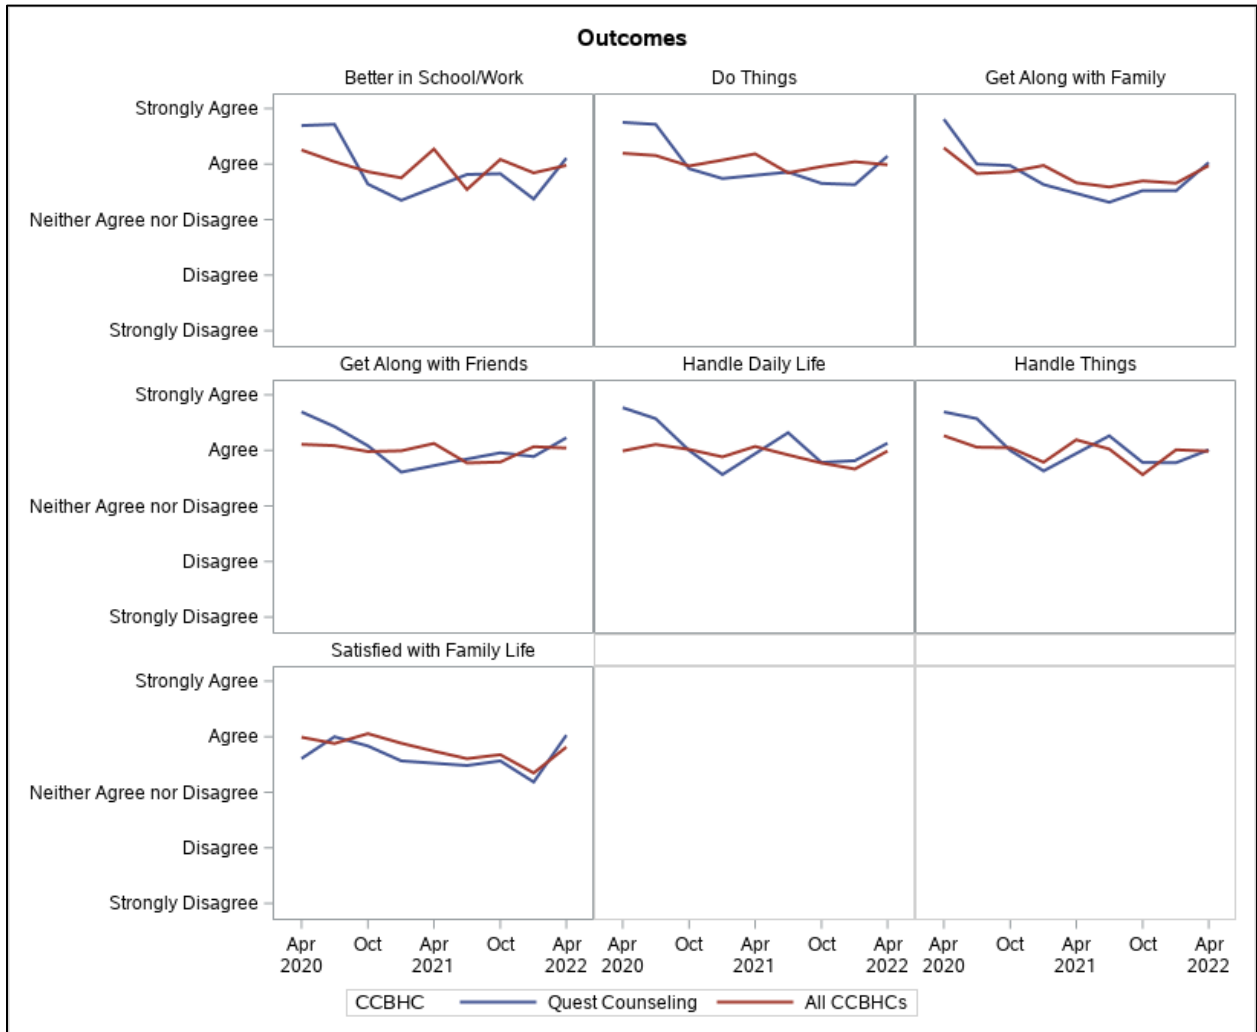 Outcomes
Better in School/Work
Do Things
Get Along with Family
Strongly Agree
Agree
Neither Agree nor Disagree
Disagree
Strongly Disagree
Get Along with Friends
Handle Daily Life
Handle Things
Strongly Agree
Agree
Neither Agree nor Disagree
Disagree
Strongly Disagree
Satisfied with Family Life
Strongly Agree
Agree
Neither Agree nor Disagree
Disagree
Strongly Disagree
Apr Oct Apr Oct Apr
2020 2021 2022
Apr Oct Apr Oct Apr
2020 2021 2022
Apr Oct Apr Oct Apr
2020 2021 2022
CCBHC Quest Counseling All CCBHCs